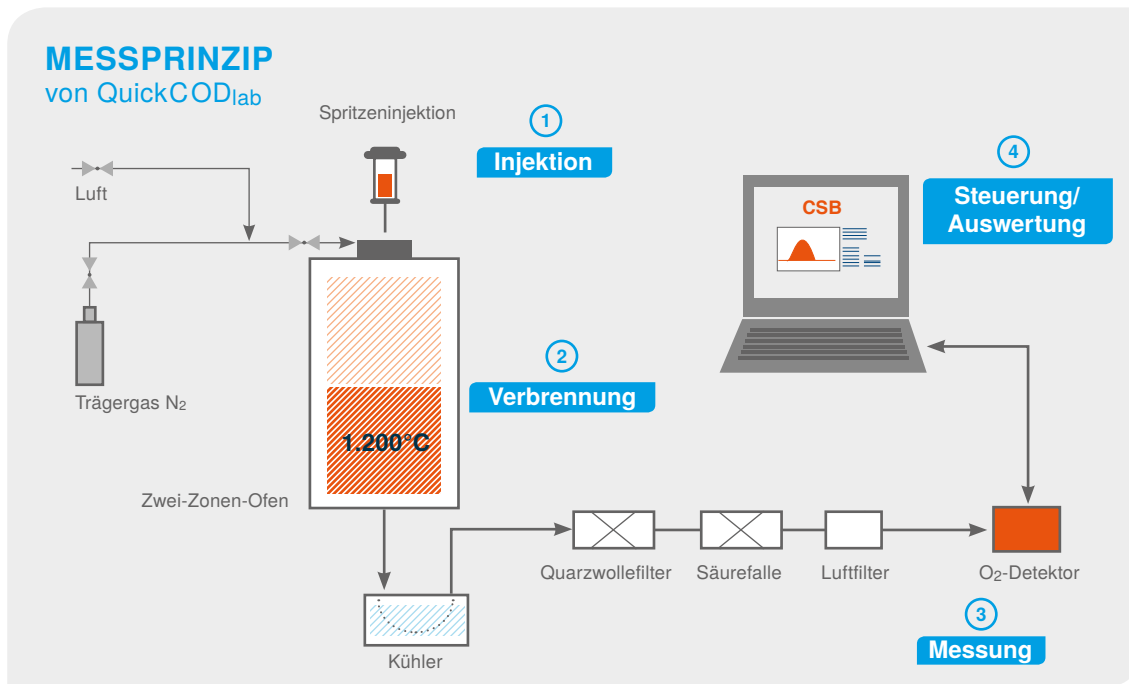 MESSPRINZIP
von QuickCODlab
Spritzeninjektion
1
Injektion
4
Steuerung/
Auswertung
Luft
CSB
2
Verbrennung
Trägergas N2
1.200°C
Zwei-Zonen-Ofen
Quarzwollefilter
Säurefalle
Luftfilter
O2-Detektor
3
Messung
Kühler